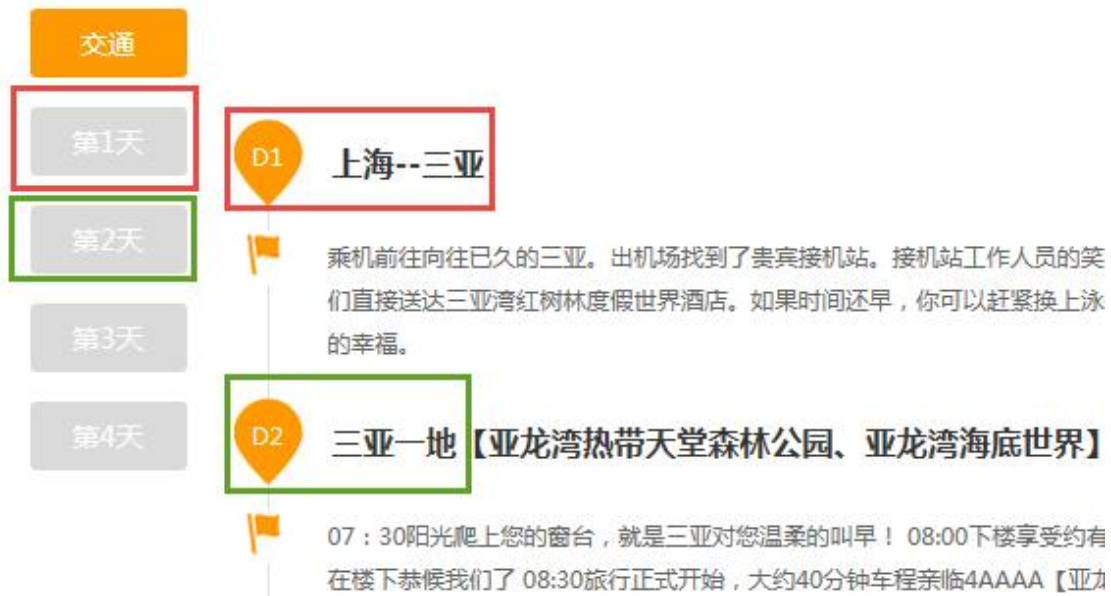 交通
第1天
第2天
第3天
第4天
D1
上海--三亚
乘机前往向往已久的三亚。出机场找到了贵宾接机站。接机站工作人员的笑
们直接送达三亚湾红树林度假世界酒店。如果时间还早，你可以赶紧换上泳
的幸福。
D2
三亚一地【亚龙湾热带天堂森林公园、亚龙湾海底世界】
07：30阳光爬上您的窗台，就是三亚对您温柔的叫早！ 08:00下楼享受约有
在楼下恭候我们了 08:30旅行正式开始，大约40分钟车程亲临4AAAA【亚龙